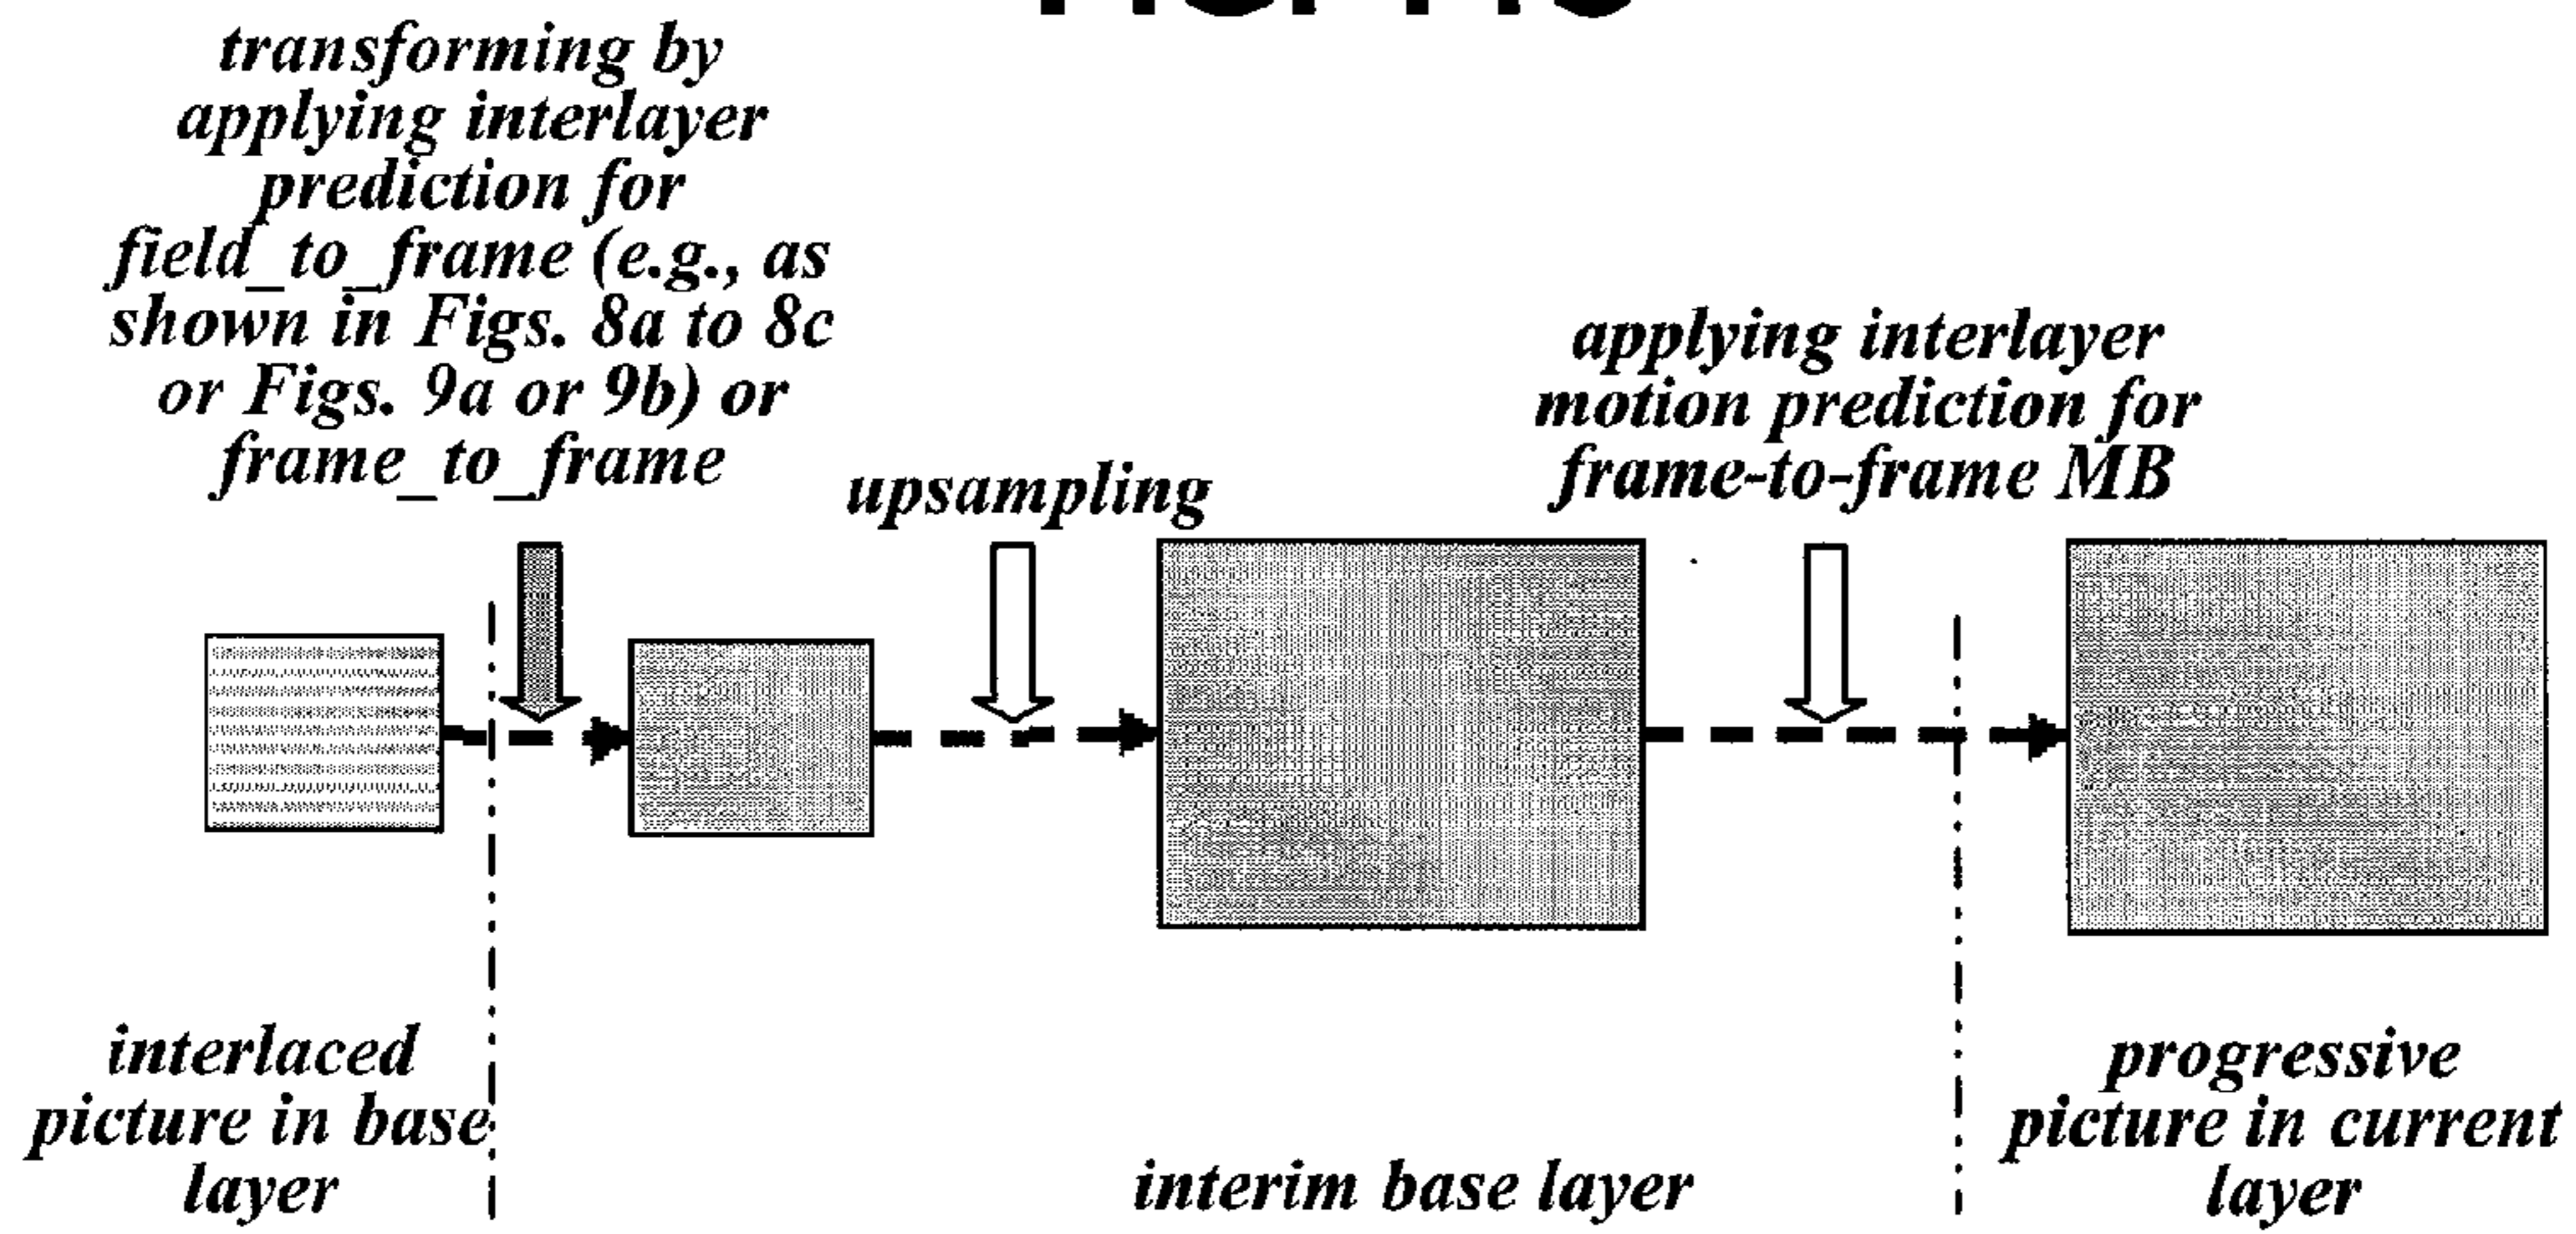 transforming by
applying interlayer
prediction for
field_to_frame (e.g., as
shown in Figs. 8a to 8c
or Figs. 9a or 9b) or
frame_to_frame
upsampling
applying interlayer
motion prediction for
frame-to-frame MB
interlaced
picture in base
layer
interim base layer
progressive
picture in current
layer